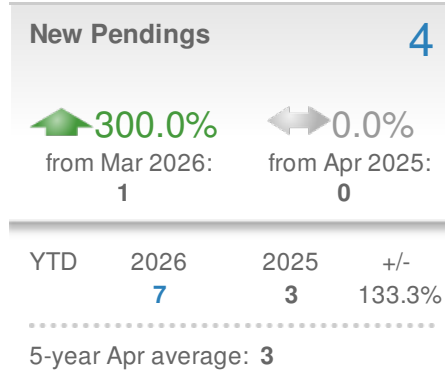 New Pendings 4
300.0% 0.0%
from Mar 2026: from Apr 2025:
1 0
YTD 2026 2025 +/-
7 3 133.3%
5-year Apr average: 3